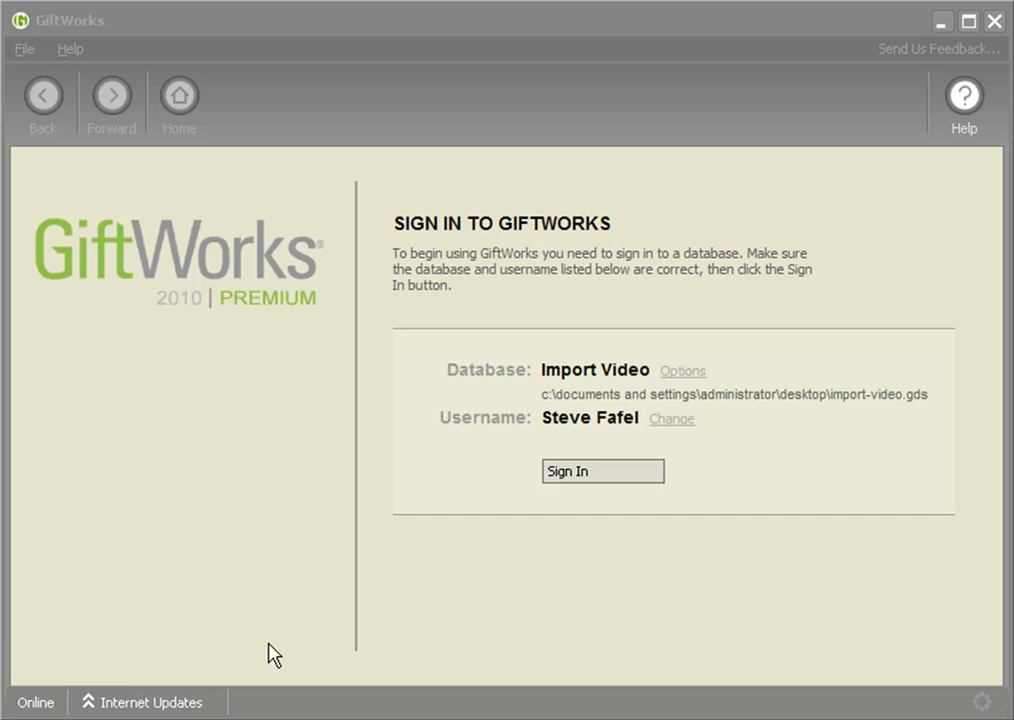 GiftWorks
File Help Send Us Feedback...
Back Forward Home Help
GiftWorks®
2010 | PREMIUM
SIGN IN TO GIFTWORKS
To begin using GiftWorks you need to sign in to a database. Make sure
the database and username listed below are correct, then click the Sign
In button.
Database: Import Video Options
c:\documents and settings\administrator\desktop\import-video.gds
Username: Steve Fafel Change
Sign In
Online Internet Updates